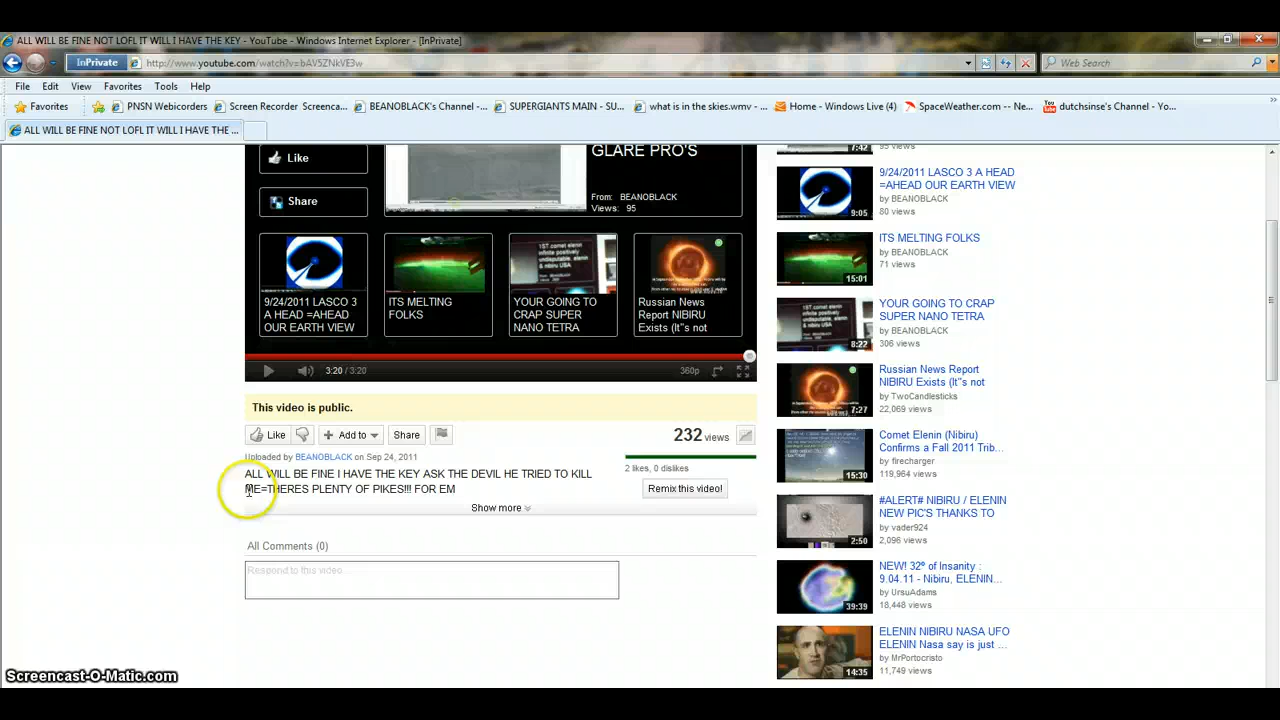 ALL WILL BE FINE NOT LOFL IT WILL I HAVE THE KEY - YouTube - Windows Internet Explorer - [InPrivate]
InPrivate http://www.youtube.com/watch?v=bAV5ZNkVE3w Web Search
File Edit View Favorites Tools Help
Favorites PNSN Webicorders Screen Recorder Screenca... BEANOBLACK's Channel -... SUPERGIANTS MAIN - SU... what is in the skies.wmv - ... Home - Windows Live (4) SpaceWeather.com -- Ne... dutchsinse's Channel - Yo...
ALL WILL BE FINE NOT LOFL IT WILL I HAVE THE ...
Like
Share
GLARE PRO'S
From: BEANOBLACK
Views: 95
9/24/2011 LASCO 3
A HEAD =AHEAD
OUR EARTH VIEW
ITS MELTING
FOLKS
YOUR GOING TO
CRAP SUPER
NANO TETRA
Russian News
Report NIBIRU
Exists (It"s not
3:20 / 3:20 360p
This video is public.
Like Add to Share 232 views
Uploaded by BEANOBLACK on Sep 24, 2011
ALL WILL BE FINE I HAVE THE KEY ASK THE DEVIL HE TRIED TO KILL
ME=THERES PLENTY OF PIKES!!! FOR EM
2 likes, 0 dislikes
Remix this video!
Show more
All Comments (0)
Respond to this video...
7:42
95 views
9/24/2011 LASCO 3 A HEAD
=AHEAD OUR EARTH VIEW
by BEANOBLACK
80 views
9:05
ITS MELTING FOLKS
by BEANOBLACK
71 views
15:01
YOUR GOING TO CRAP
SUPER NANO TETRA
by BEANOBLACK
306 views
8:22
Russian News Report
NIBIRU Exists (It"s not
by TwoCandlesticks
22,069 views
7:27
Comet Elenin (Nibiru)
Confirms a Fall 2011 Trib...
by firecharger
119,964 views
15:30
#ALERT# NIBIRU / ELENIN
NEW PIC'S THANKS TO
by vader924
2,096 views
2:50
NEW! 32º of Insanity :
9.04.11 - Nibiru, ELENIN...
by UrsuAdams
18,448 views
39:39
ELENIN NIBIRU NASA UFO
ELENIN Nasa say is just ...
by MrPortocristo
11,749 views
14:35
Screencast-O-Matic.com